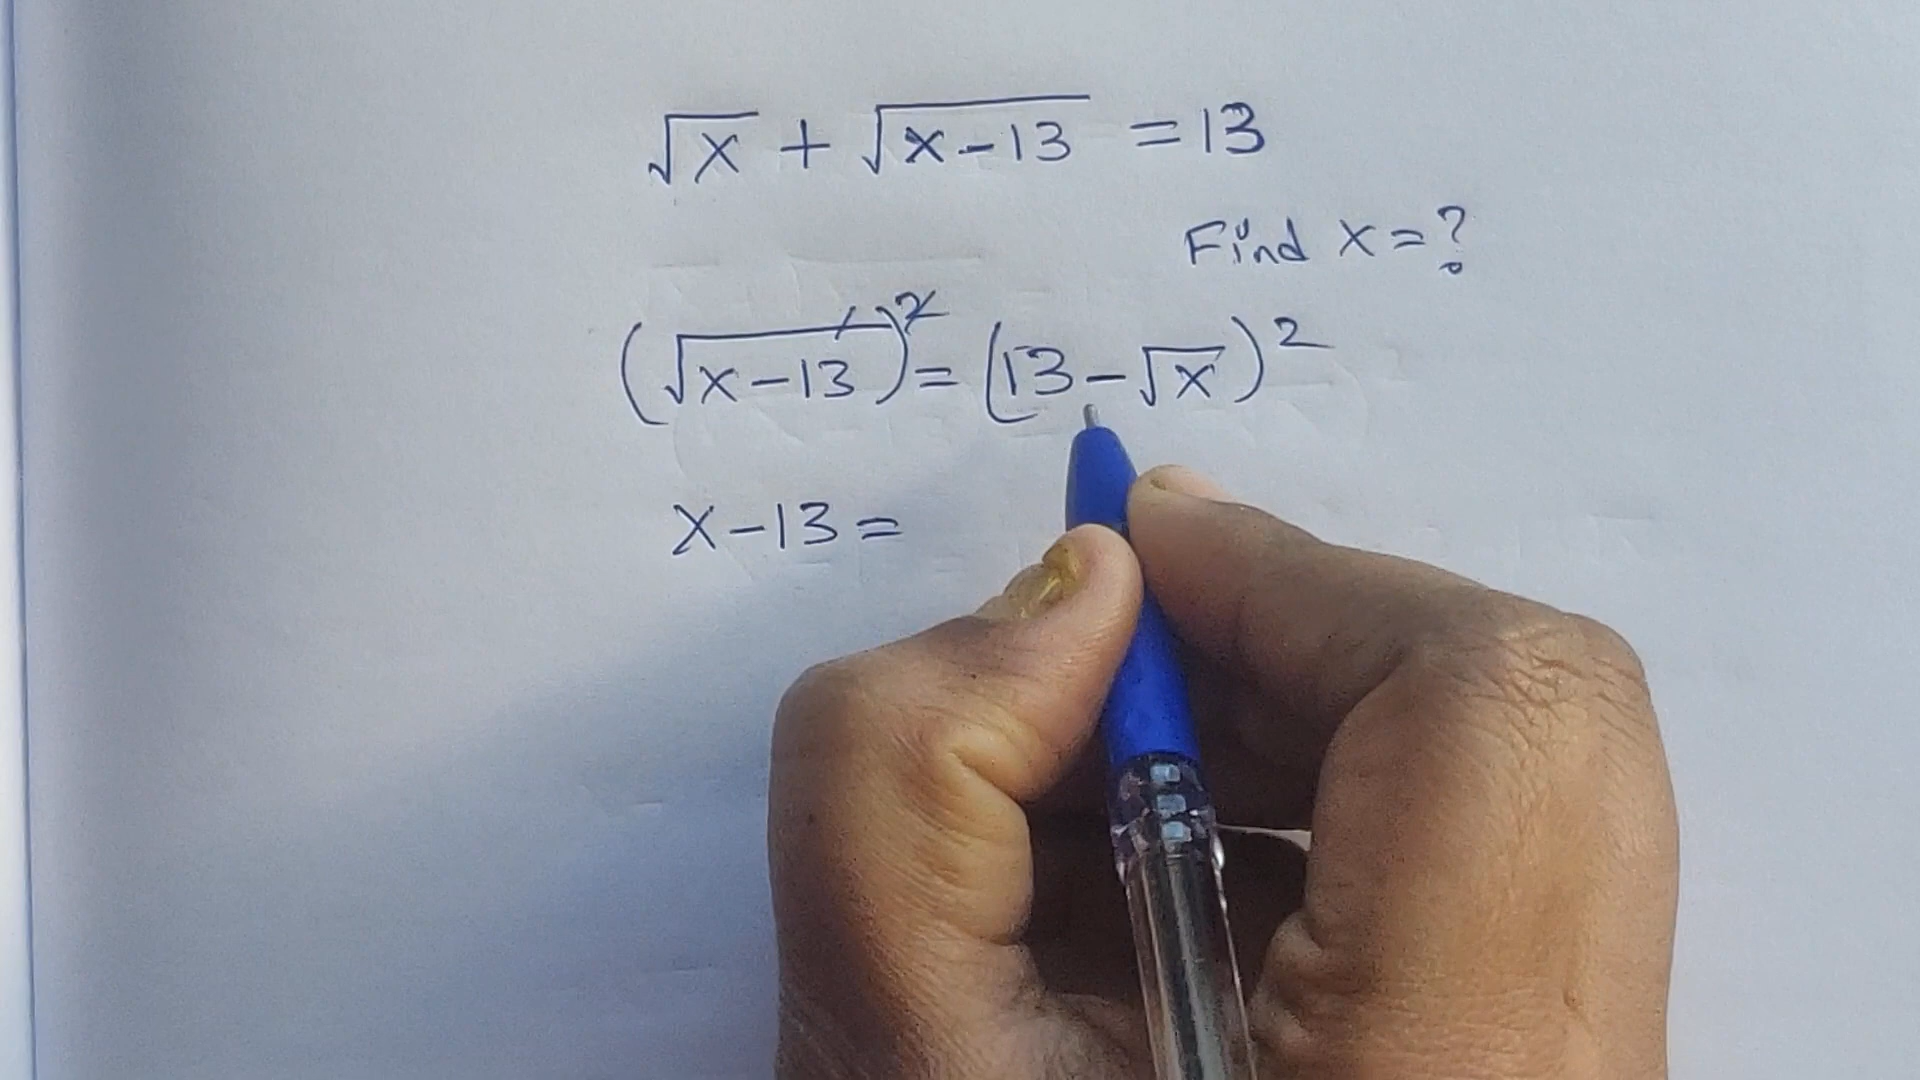 √x + √(x-13) = 13
Find x = ?
(√(x-13))² = (13-√x)²
x-13 =